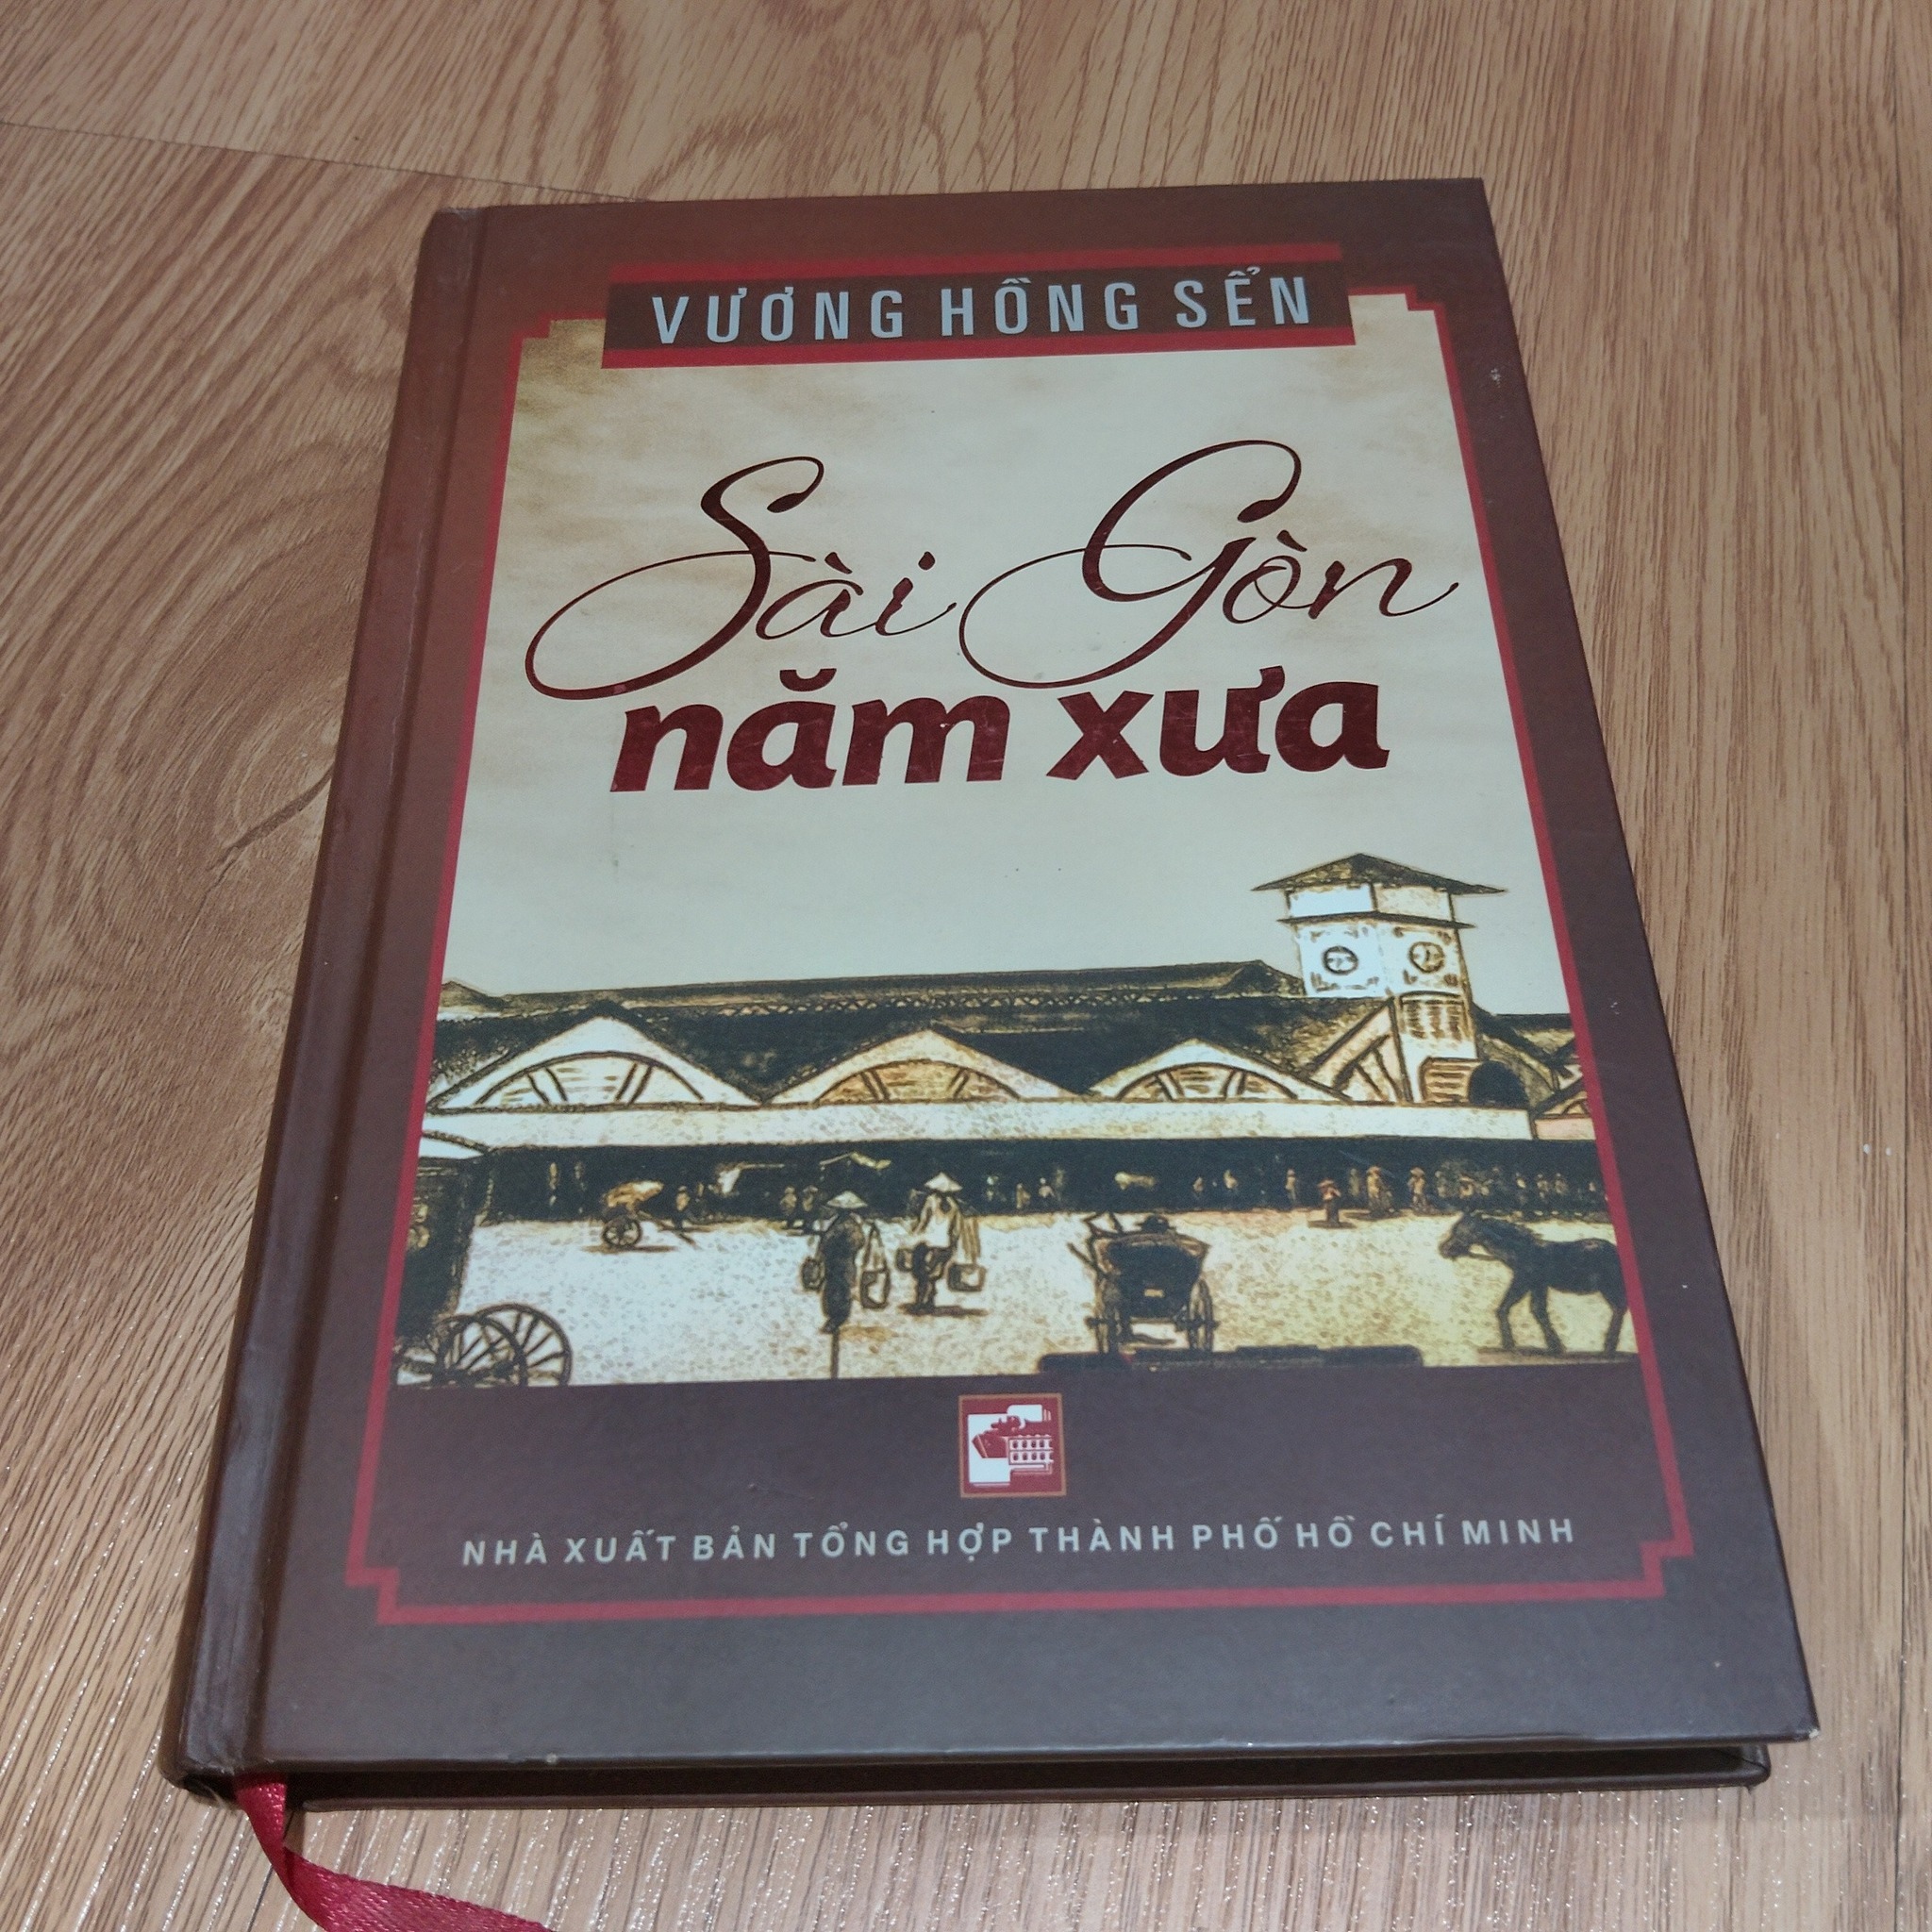 VƯƠNG HỒNG SỂN
Sài Gòn
năm xưa
NHÀ XUẤT BẢN TỔNG HỢP THÀNH PHỐ HỒ CHÍ MINH